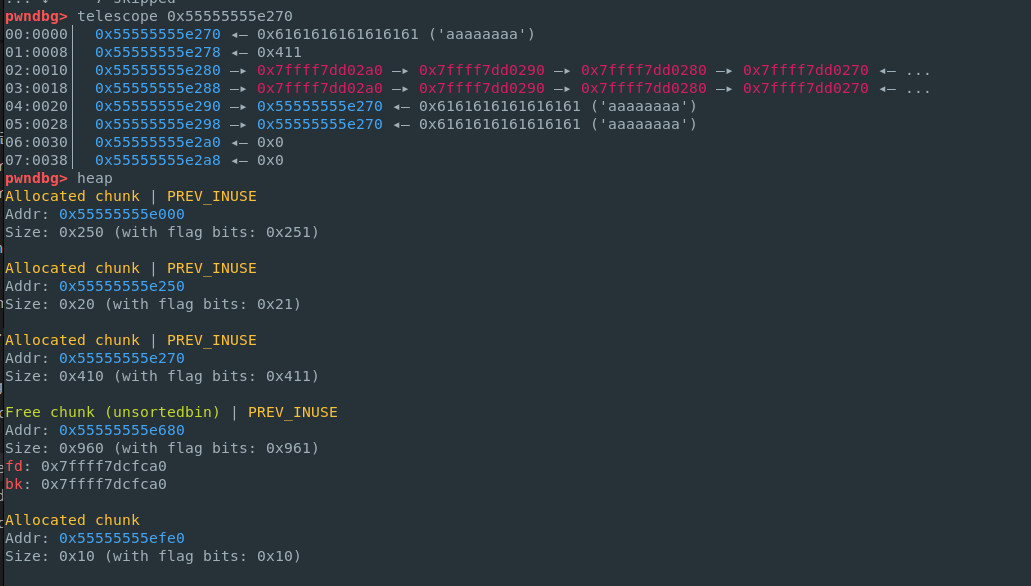 pwndbg> telescope 0x55555555e270
00:0000│ 0x55555555e270 ◂— 0x6161616161616161 ('aaaaaaaa')
01:0008│ 0x55555555e278 ◂— 0x411
02:0010│ 0x55555555e280 —▸ 0x7ffff7dd02a0 —▸ 0x7ffff7dd0290 —▸ 0x7ffff7dd0280 —▸ 0x7ffff7dd0270 ◂— ...
03:0018│ 0x55555555e288 —▸ 0x7ffff7dd02a0 —▸ 0x7ffff7dd0290 —▸ 0x7ffff7dd0280 —▸ 0x7ffff7dd0270 ◂— ...
04:0020│ 0x55555555e290 —▸ 0x55555555e270 ◂— 0x6161616161616161 ('aaaaaaaa')
05:0028│ 0x55555555e298 —▸ 0x55555555e270 ◂— 0x6161616161616161 ('aaaaaaaa')
06:0030│ 0x55555555e2a0 ◂— 0x0
07:0038│ 0x55555555e2a8 ◂— 0x0
pwndbg> heap
Allocated chunk | PREV_INUSE
Addr: 0x55555555e000
Size: 0x250 (with flag bits: 0x251)
Allocated chunk | PREV_INUSE
Addr: 0x55555555e250
Size: 0x20 (with flag bits: 0x21)
Allocated chunk | PREV_INUSE
Addr: 0x55555555e270
Size: 0x410 (with flag bits: 0x411)
Free chunk (unsortedbin) | PREV_INUSE
Addr: 0x55555555e680
Size: 0x960 (with flag bits: 0x961)
fd: 0x7ffff7dcfca0
bk: 0x7ffff7dcfca0
Allocated chunk
Addr: 0x55555555efe0
Size: 0x10 (with flag bits: 0x10)